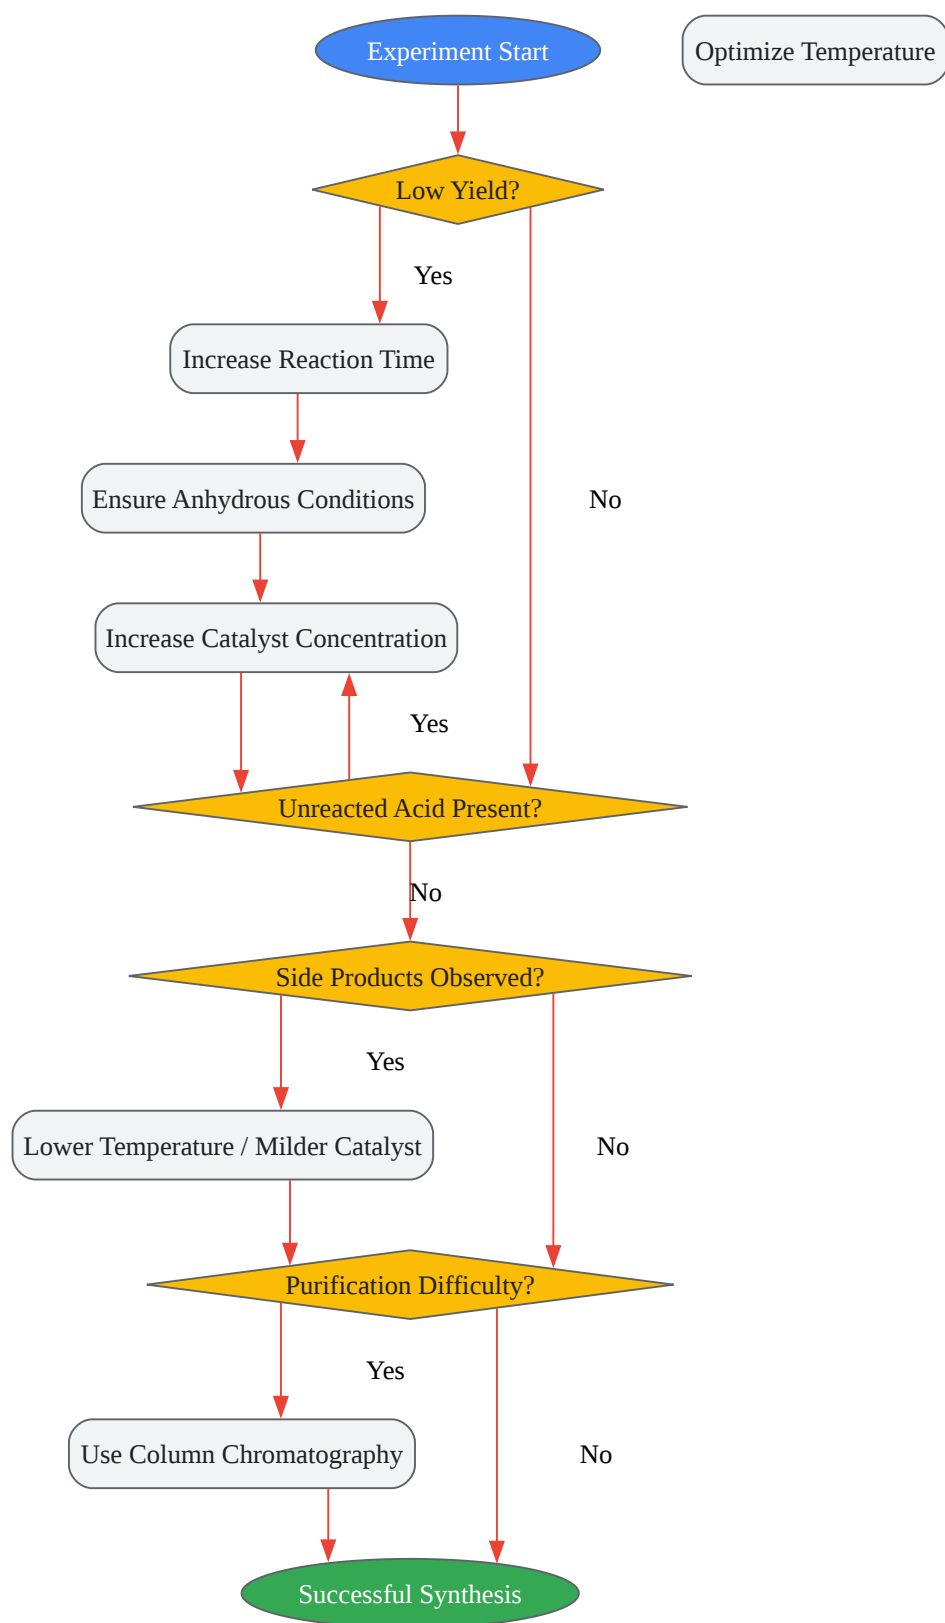 Experiment Start
Optimize Temperature
Low Yield?
Yes
Increase Reaction Time
Ensure Anhydrous Conditions
No
Increase Catalyst Concentration
Yes
Unreacted Acid Present?
No
Side Products Observed?
Yes
Lower Temperature / Milder Catalyst
No
Purification Difficulty?
Yes
Use Column Chromatography
No
Successful Synthesis